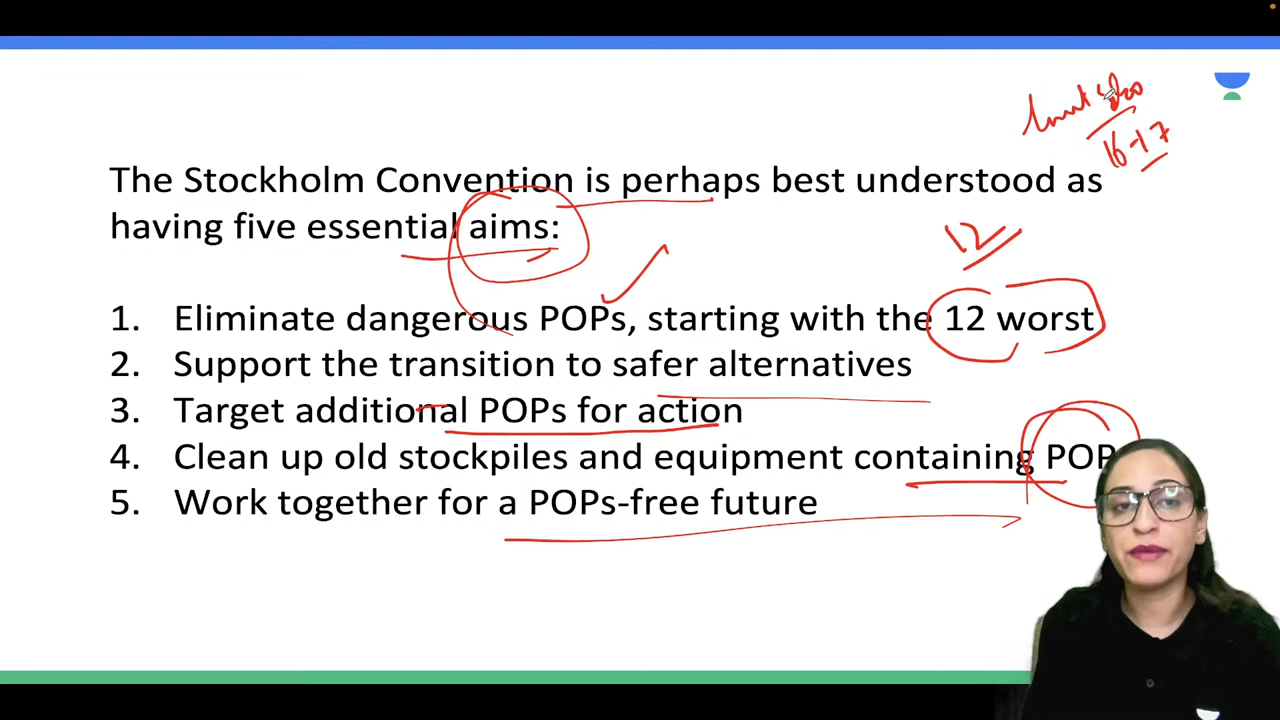 16-17
The Stockholm Convention is perhaps best understood as
having five essential aims:
12
1. Eliminate dangerous POPs, starting with the 12 worst
2. Support the transition to safer alternatives
3. Target additional POPs for action
4. Clean up old stockpiles and equipment containing POP
5. Work together for a POPs-free future